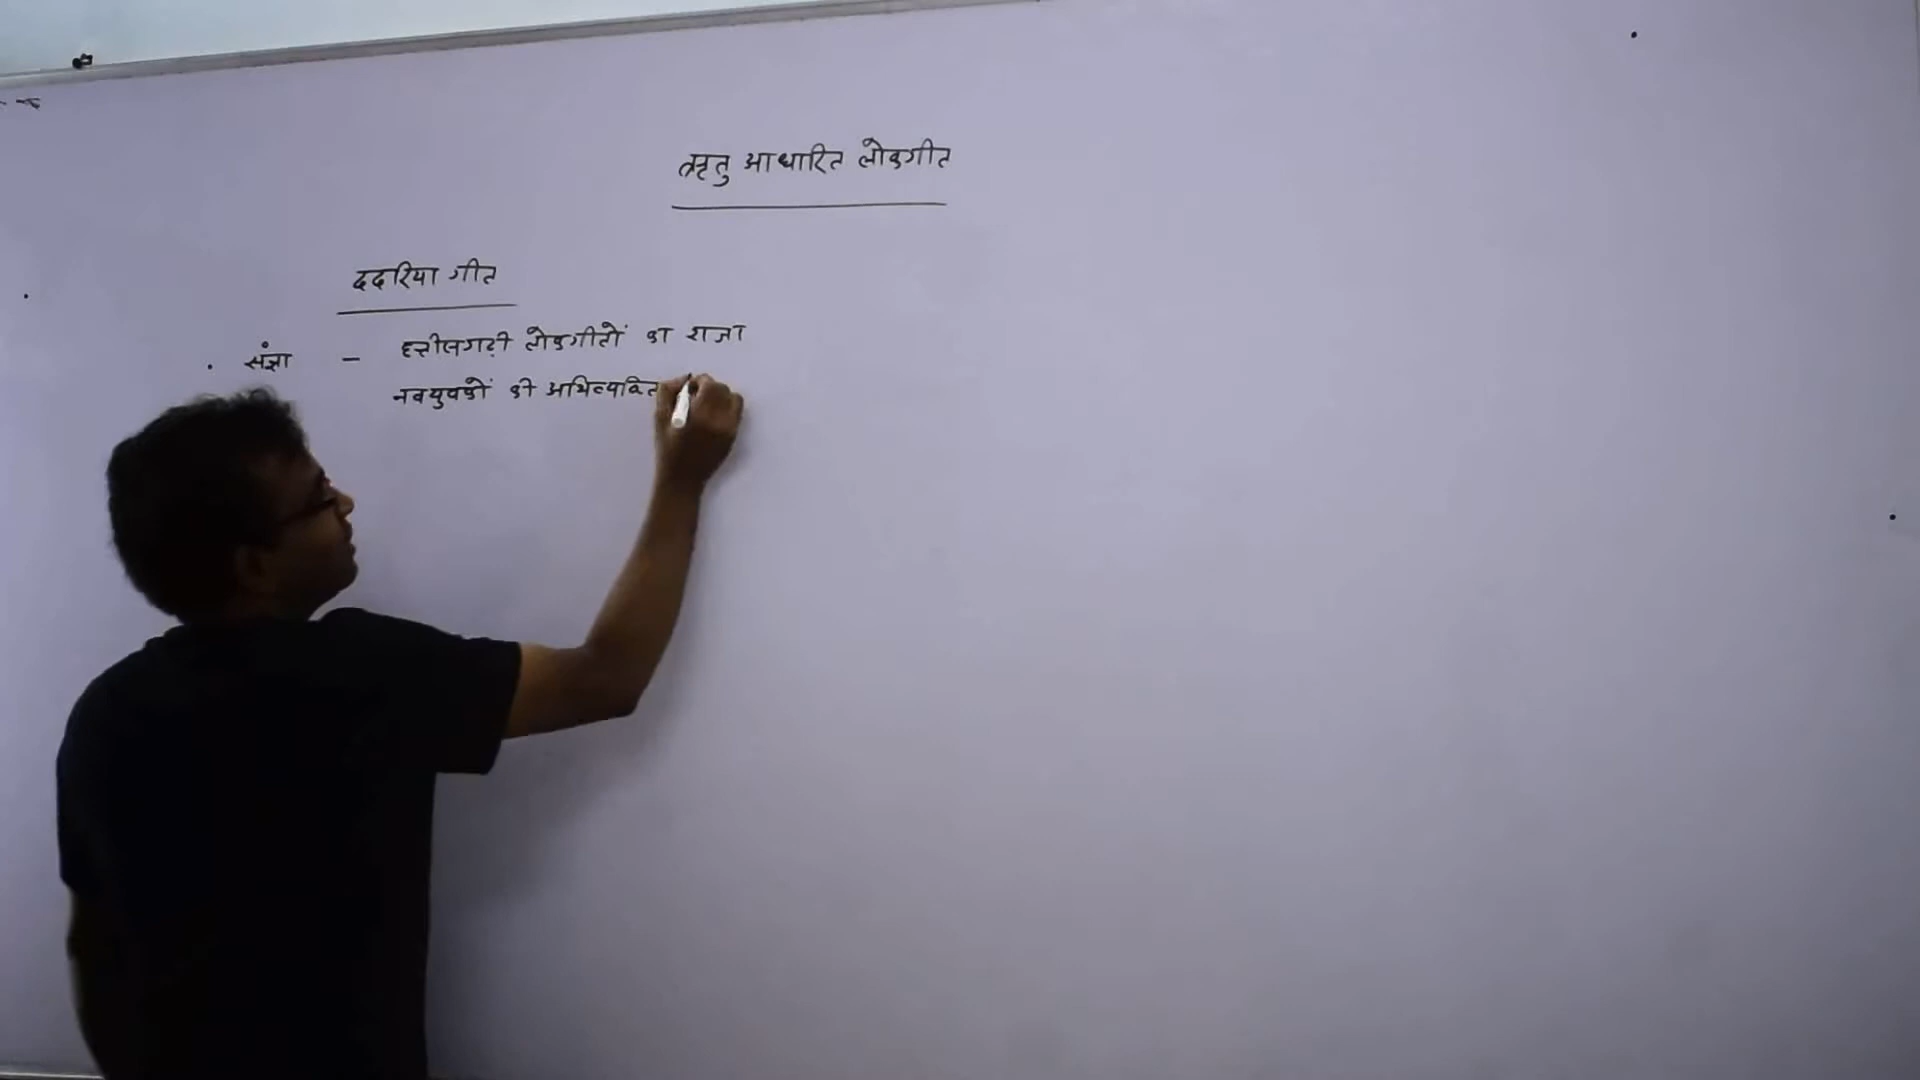 ऋतु आधारित लोकगीत
ददरिया गीत
. संज्ञा – छत्तीसगढ़ी लोकगीतों का राजा
नवयुवकों की अभिव्यक्ति